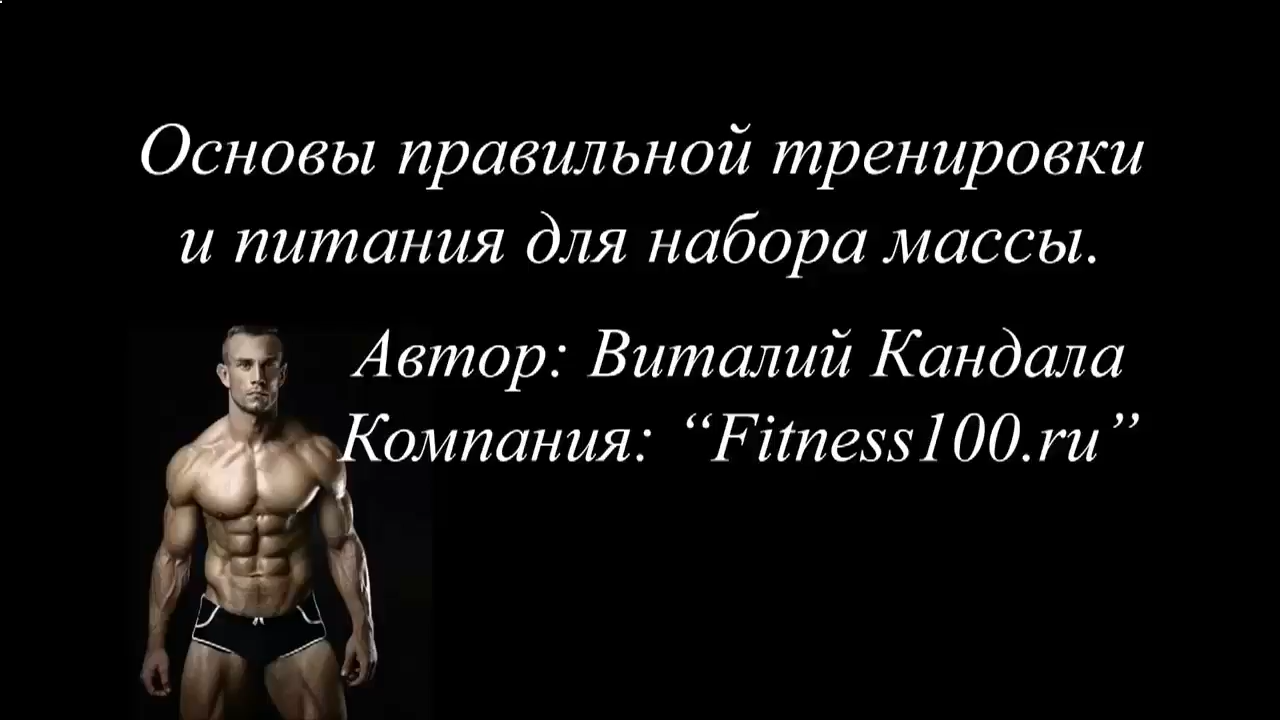 Основы правильной тренировки
и питания для набора массы.
Автор: Виталий Кандала
Компания: “Fitness100.ru”